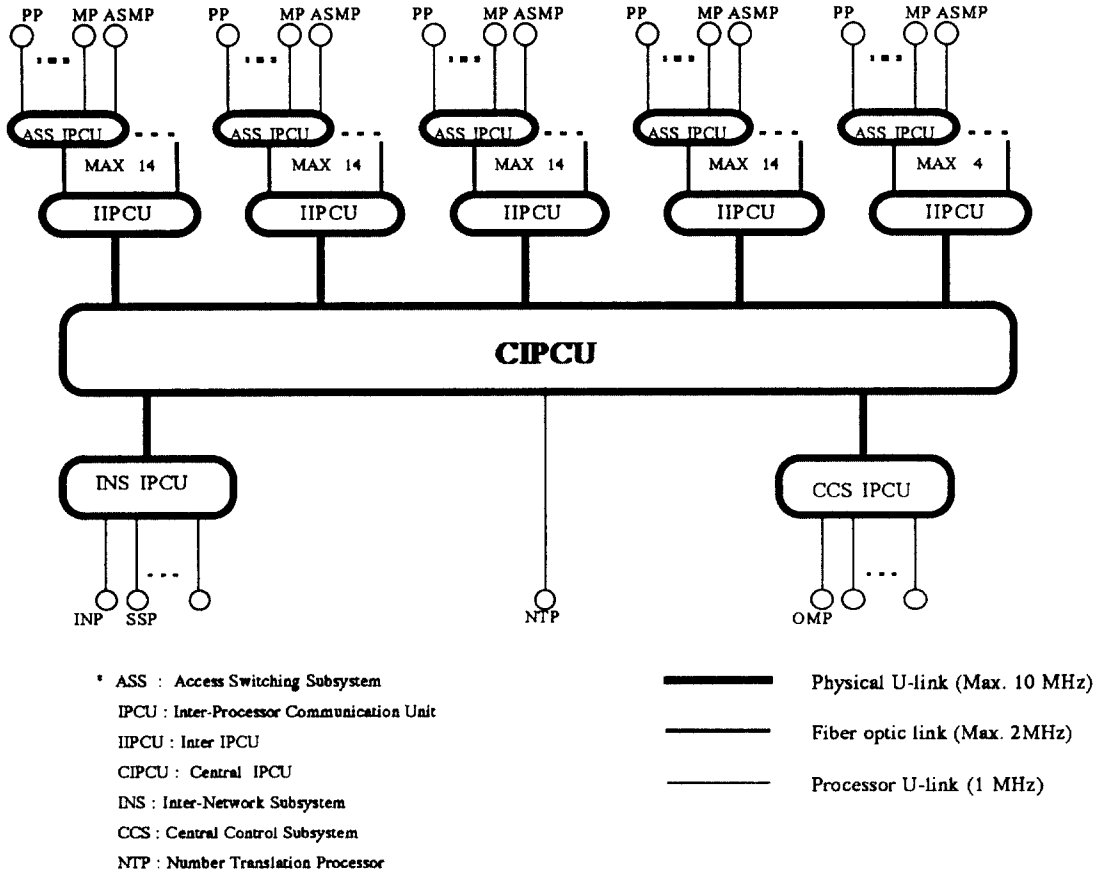 PP MP ASMP PP MP ASMP PP MP ASMP PP MP ASMP PP MP ASMP
ASS IPCU ASS IPCU ASS IPCU ASS IPCU ASS IPCU
MAX 14 MAX 14 MAX 14 MAX 14 MAX 4
IIPCU IIPCU IIPCU IIPCU IIPCU
CIPCU
INS IPCU CCS IPCU
INP SSP NTP OMP
* ASS : Access Switching Subsystem
IPCU : Inter-Processor Communication Unit
IIPCU : Inter IPCU
CIPCU : Central IPCU
INS : Inter-Network Subsystem
CCS : Central Control Subsystem
NTP : Number Translation Processor
Physical U-link (Max. 10 MHz)
Fiber optic link (Max. 2MHz)
Processor U-link (1 MHz)